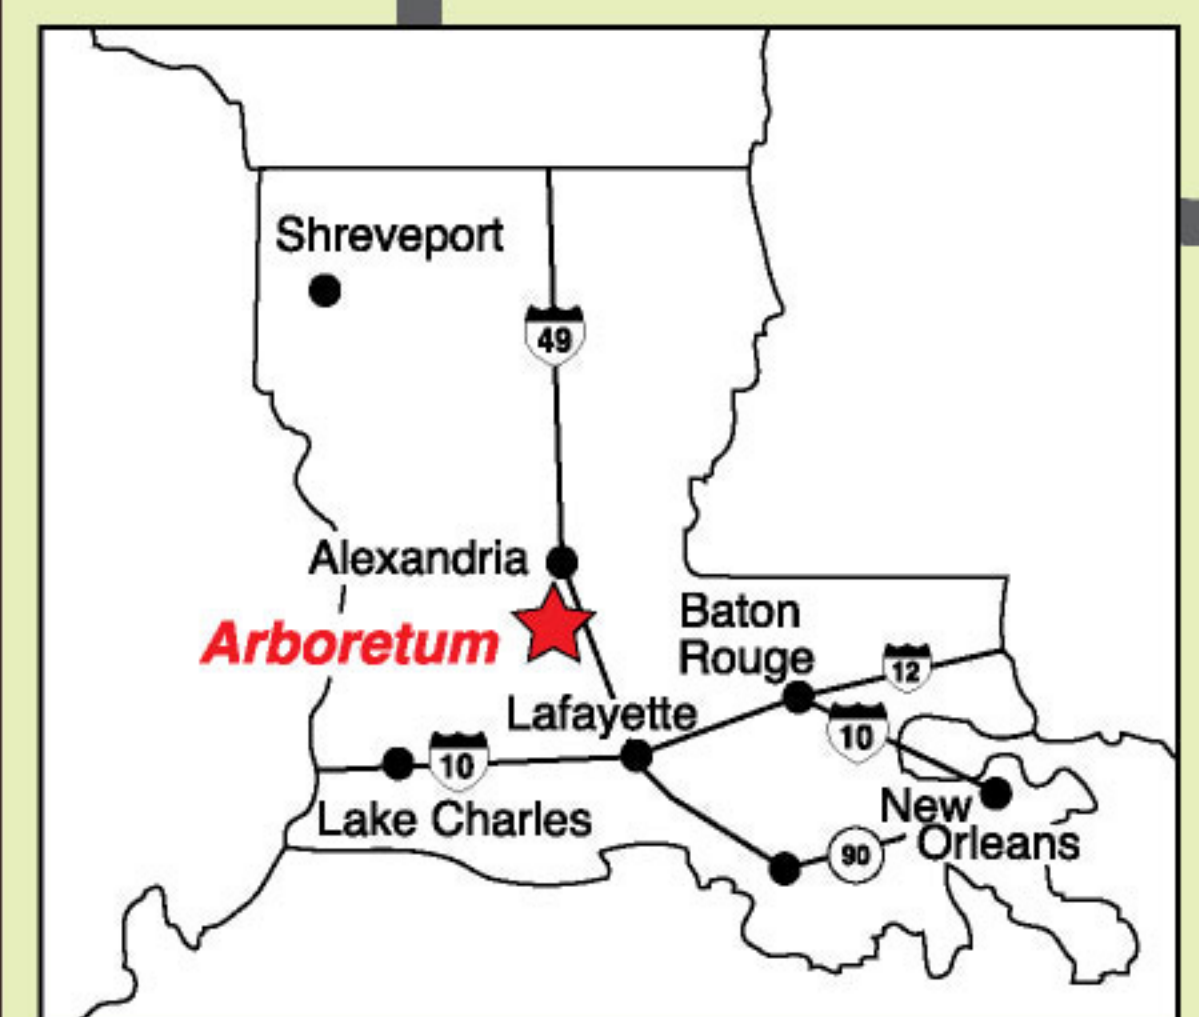 Shreveport
49
Alexandria
Arboretum
Baton
Rouge
12
Lafayette
10
10
Lake Charles
New
Orleans
90